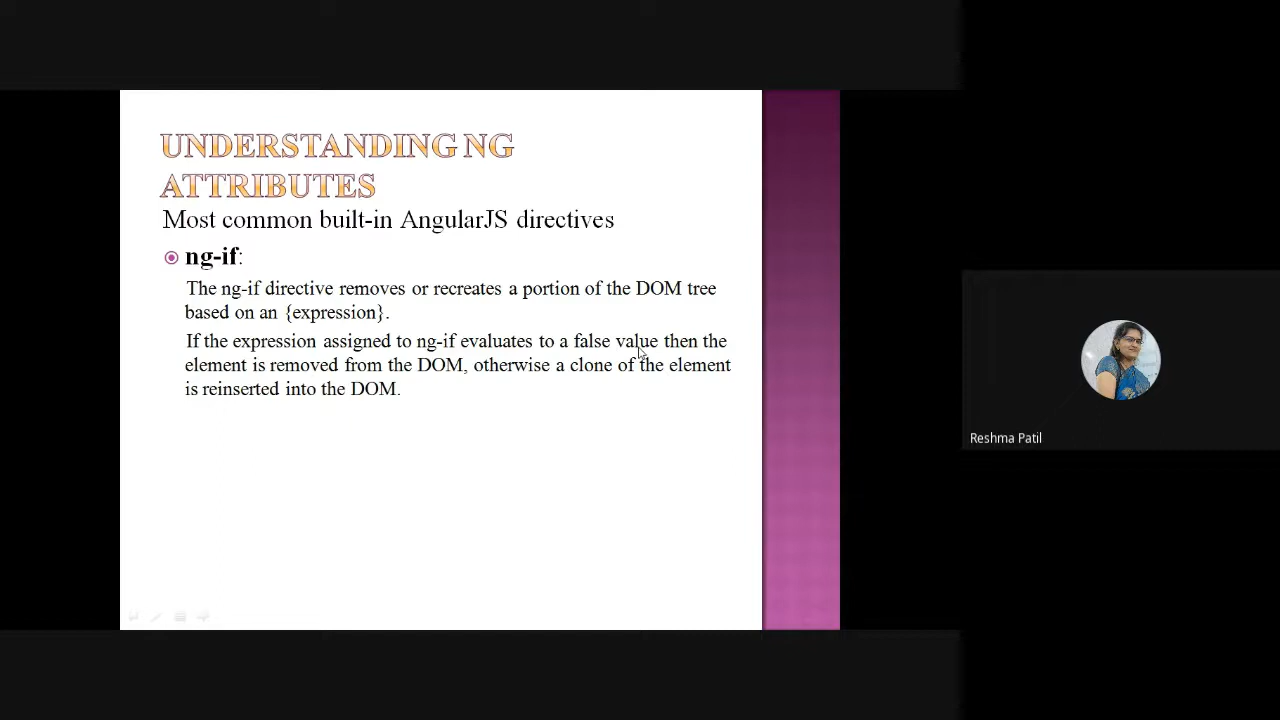 UNDERSTANDING NG
ATTRIBUTES
Most common built-in AngularJS directives
ng-if:
The ng-if directive removes or recreates a portion of the DOM tree
based on an {expression}.
If the expression assigned to ng-if evaluates to a false value then the
element is removed from the DOM, otherwise a clone of the element
is reinserted into the DOM.
Reshma Patil